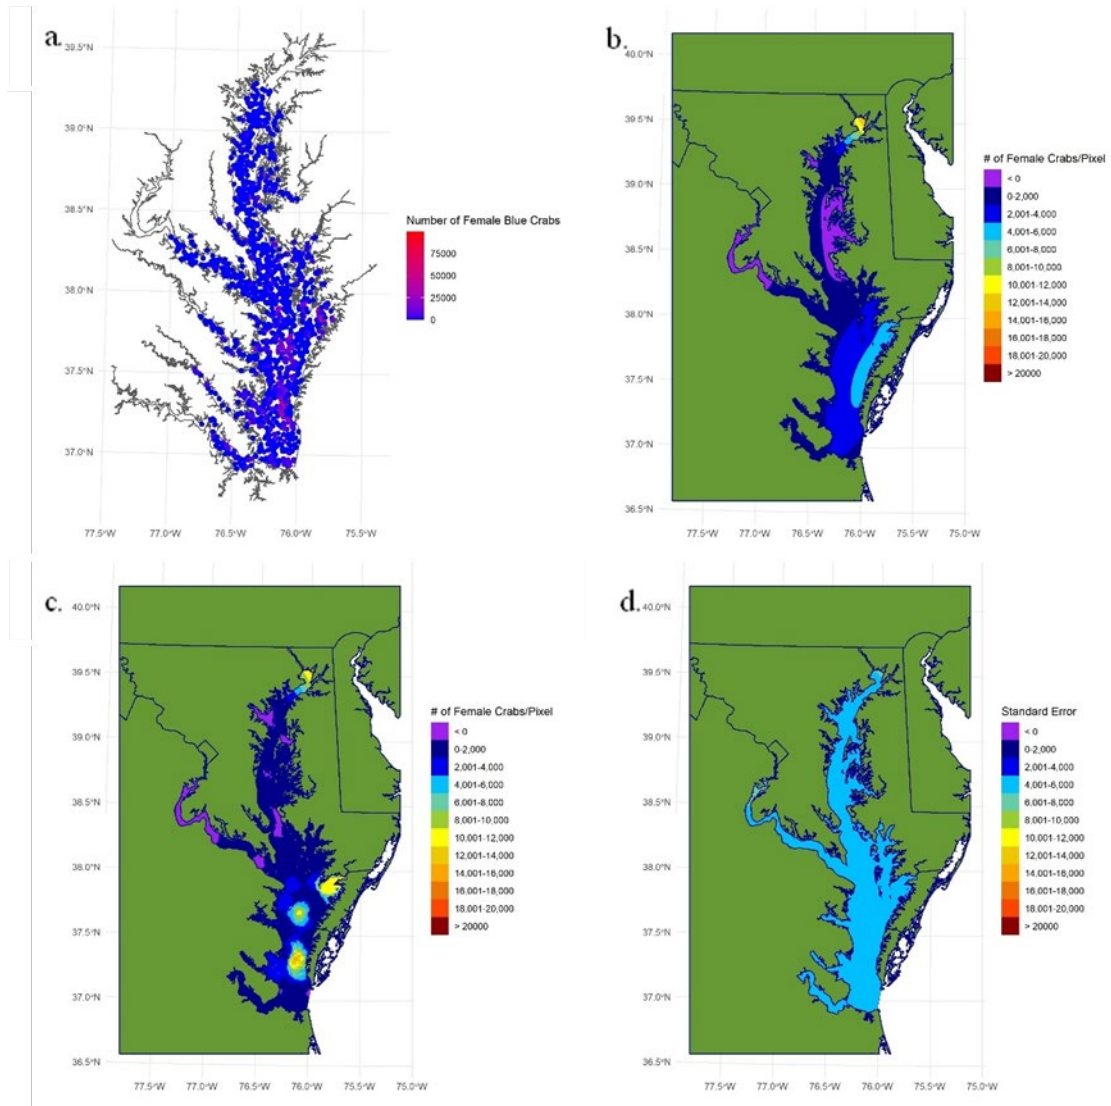 a.
39.5°N
39.0°N
38.5°N
38.0°N
37.5°N
37.0°N
77.5°W 77.0°W 76.5°W 76.0°W 75.5°W
Number of Female Blue Crabs
75000
50000
25000
0
b.
40.0°N
39.5°N
39.0°N
38.5°N
38.0°N
37.5°N
37.0°N
36.5°N
77.5°W 77.0°W 76.5°W 76.0°W 75.5°W 75.0°W
# of Female Crabs/Pixel
< 0
0-2,000
2,001-4,000
4,001-6,000
6,001-8,000
8,001-10,000
10,001-12,000
12,001-14,000
14,001-16,000
16,001-18,000
18,001-20,000
> 20000
c.
40.0°N
39.5°N
39.0°N
38.5°N
38.0°N
37.5°N
37.0°N
36.5°N
77.5°W 77.0°W 76.5°W 76.0°W 75.5°W 75.0°W
# of Female Crabs/Pixel
< 0
0-2,000
2,001-4,000
4,001-6,000
6,001-8,000
8,001-10,000
10,001-12,000
12,001-14,000
14,001-16,000
16,001-18,000
18,001-20,000
> 20000
d.
40.0°N
39.5°N
39.0°N
38.5°N
38.0°N
37.5°N
37.0°N
36.5°N
77.5°W 77.0°W 76.5°W 76.0°W 75.5°W 75.0°W
Standard Error
< 0
0-2,000
2,001-4,000
4,001-6,000
6,001-8,000
8,001-10,000
10,001-12,000
12,001-14,000
14,001-16,000
16,001-18,000
18,001-20,000
> 20000